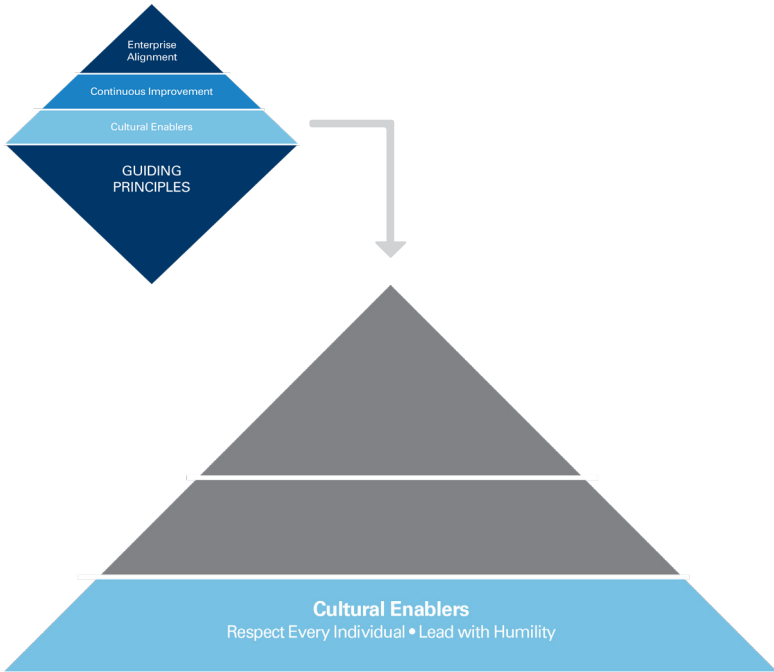 Enterprise
Alignment
Continuous Improvement
Cultural Enablers
GUIDING
PRINCIPLES
Cultural Enablers
Respect Every Individual • Lead with Humility